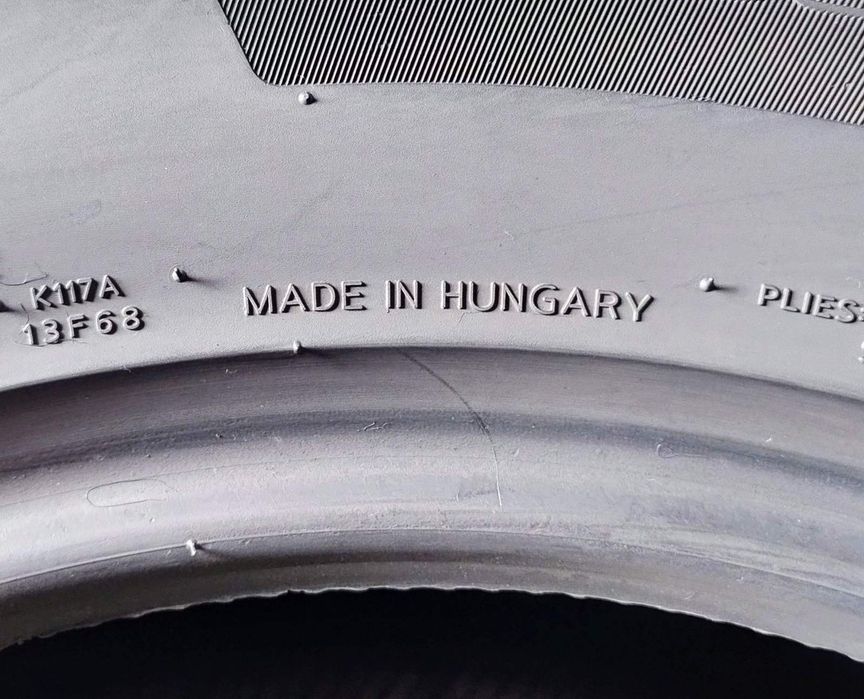 K117A
13F68
MADE IN HUNGARY
PLIES: